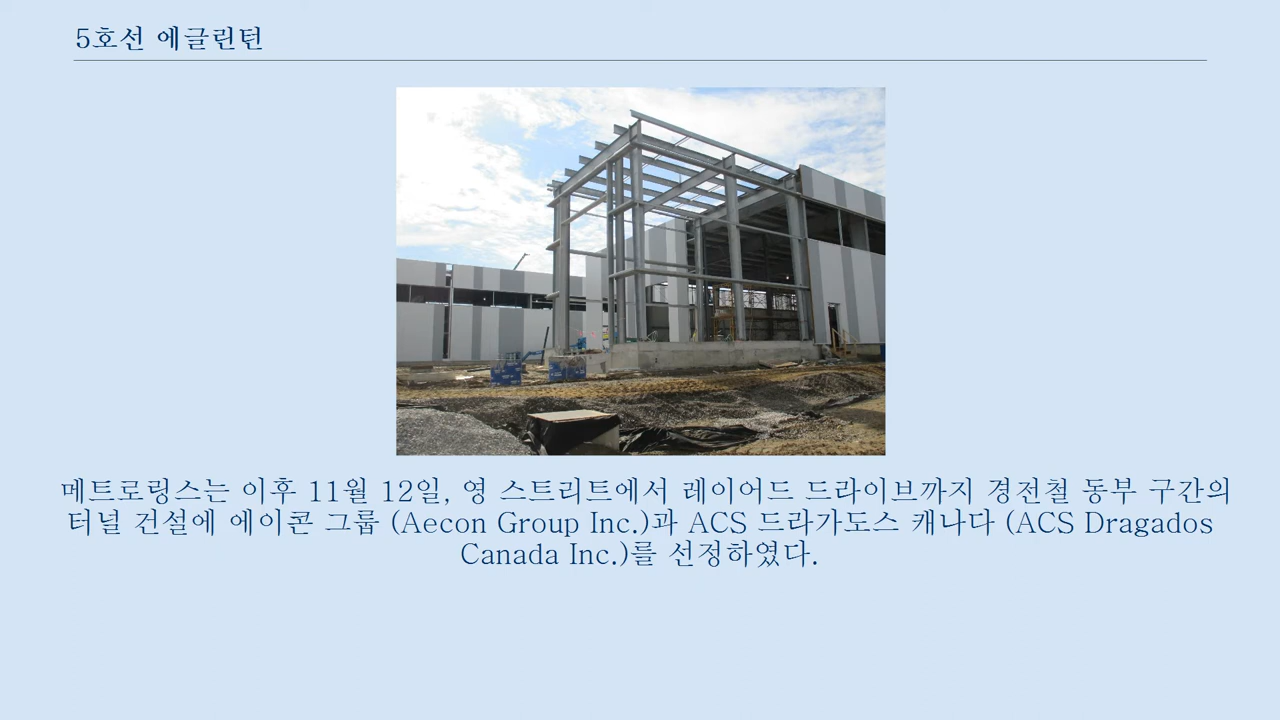 5호선 에글린턴
메트로링스는 이후 11월 12일, 영 스트리트에서 레이어드 드라이브까지 경전철 동부 구간의
터널 건설에 에이콘 그룹 (Aecon Group Inc.)과 ACS 드라가도스 캐나다 (ACS Dragados
Canada Inc.)를 선정하였다.